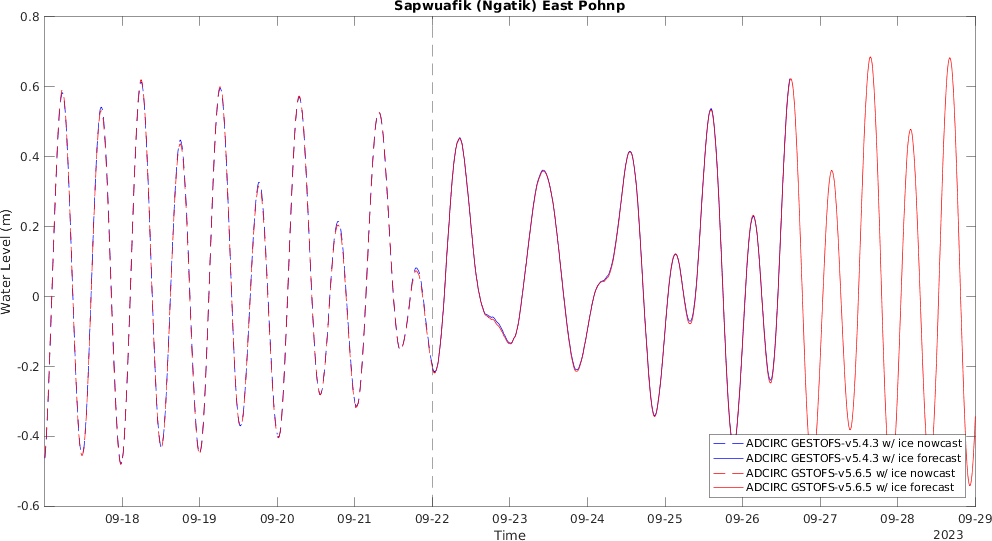 Sapwuafik (Ngatik) East Pohnp
0.8
0.6
0.4
0.2
0
-0.2
-0.4
-0.6
Water Level (m)
ADCIRC GESTOFS-v5.4.3 w/ ice nowcast
ADCIRC GESTOFS-v5.4.3 w/ ice forecast
ADCIRC GSTOFS-v5.6.5 w/ ice nowcast
ADCIRC GSTOFS-v5.6.5 w/ ice forecast
09-18 09-19 09-20 09-21 09-22 09-23 09-24 09-25 09-26 09-27 09-28 09-29
Time
2023